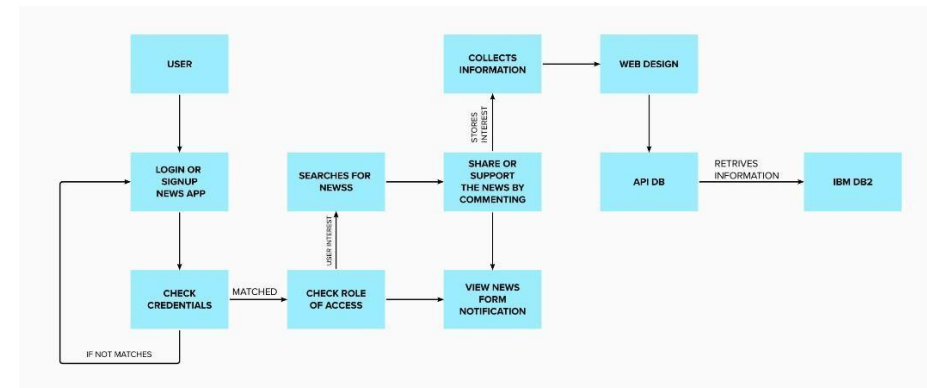 USER
COLLECTS
INFORMATION
WEB DESIGN
STORES
INTEREST
LOGIN OR
SIGNUP
NEWS APP
SEARCHES FOR
NEWSS
SHARE OR
SUPPORT
THE NEWS BY
COMMENTING
API DB
RETRIVES
INFORMATION
IBM DB2
USER INTEREST
CHECK
CREDENTIALS
MATCHED
CHECK ROLE
OF ACCESS
VIEW NEWS
FORM
NOTIFICATION
IF NOT MATCHES